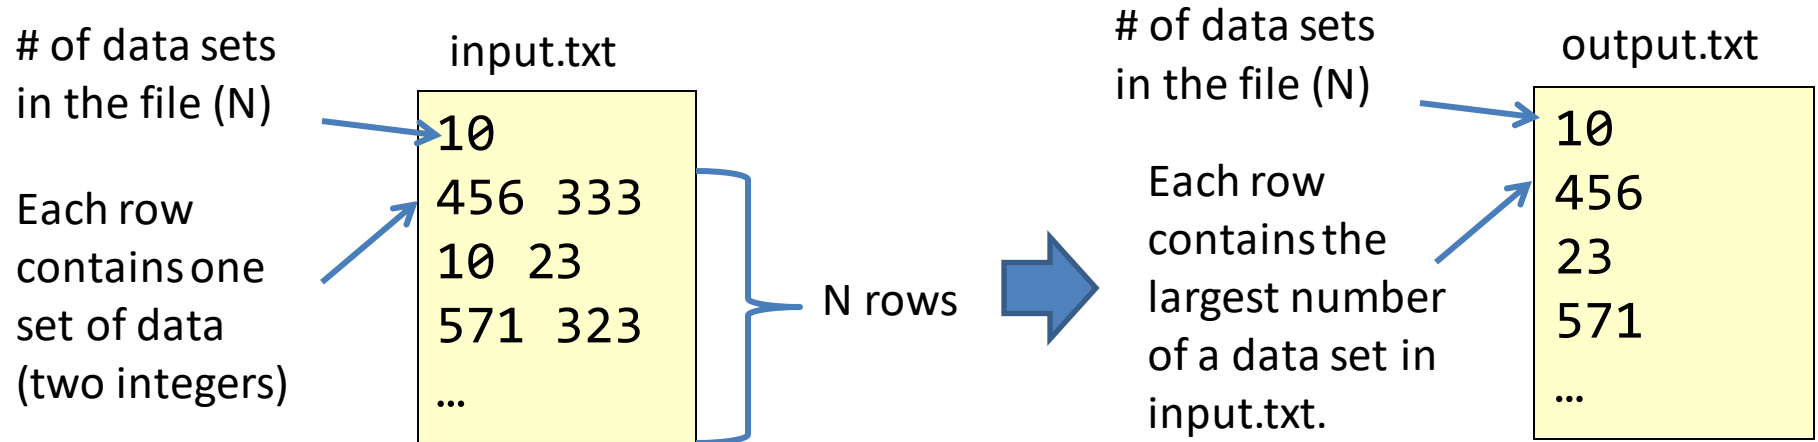 # of data sets
in the file (N)
Each row
contains one
set of data
(two integers)
input.txt
10
456 333
10 23
571 323
…
N rows
# of data sets
in the file (N)
Each row
contains the
largest number
of a data set in
input.txt.
output.txt
10
456
23
571
…